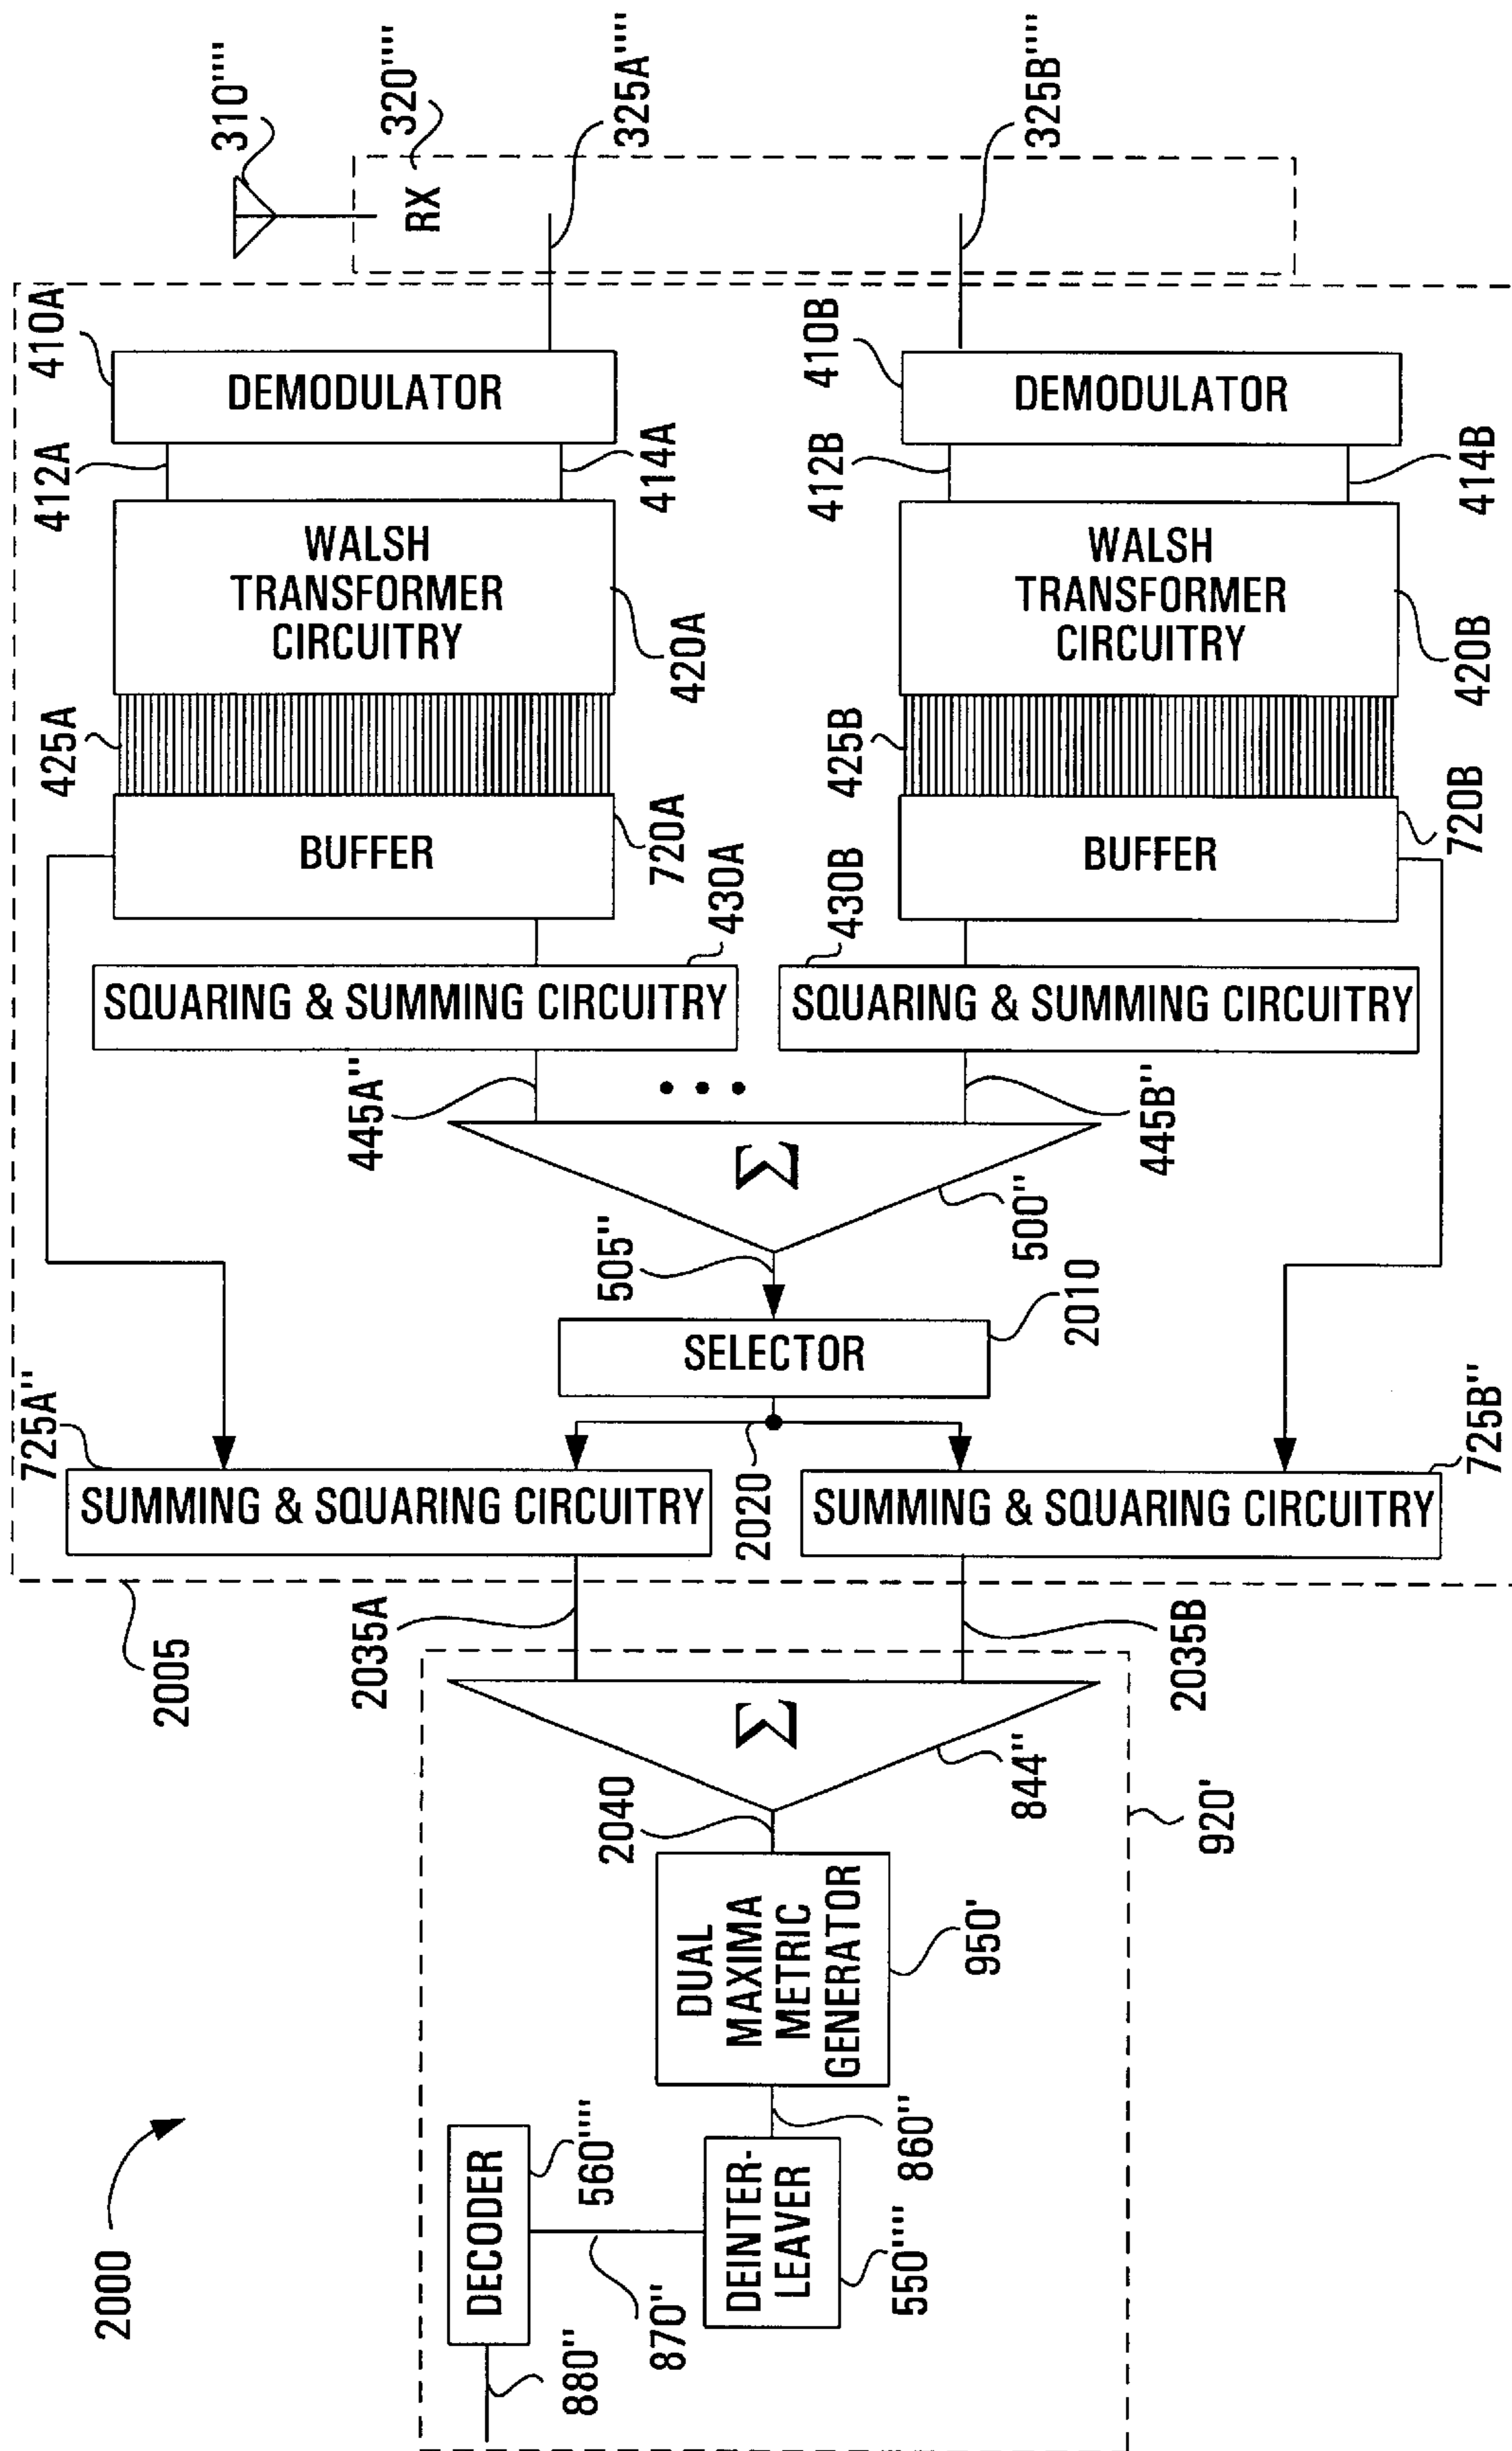 310""
320""
RX
325A""
325B""
410A
DEMODULATOR
412A
414A
WALSH
TRANSFORMER
CIRCUITRY
420A
425A
BUFFER
720A
430A
SQUARING & SUMMING CIRCUITRY
445A"
410B
DEMODULATOR
412B
414B
WALSH
TRANSFORMER
CIRCUITRY
420B
425B
BUFFER
720B
430B
SQUARING & SUMMING CIRCUITRY
• • •
445B"
Σ
500"
505"
SELECTOR
2010
2020
725A"
SUMMING & SQUARING CIRCUITRY
725B"
SUMMING & SQUARING CIRCUITRY
2005
2035A
2035B
Σ
844"
920'
2040
DUAL
MAXIMA
METRIC
GENERATOR
950'
860"
DEINTER-
LEAVER
550""
870"
DECODER
560""
880"
2000